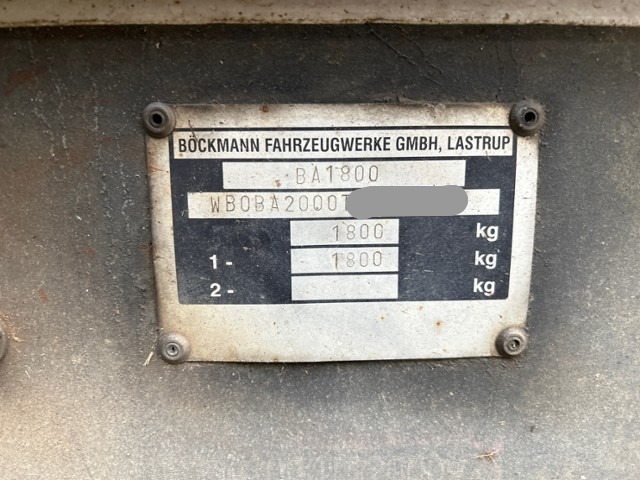 BÖCKMANN FAHRZEUGWERKE GMBH, LASTRUP
BA1800
WB0BA2000T
1800 kg
1- 1800 kg
2- kg